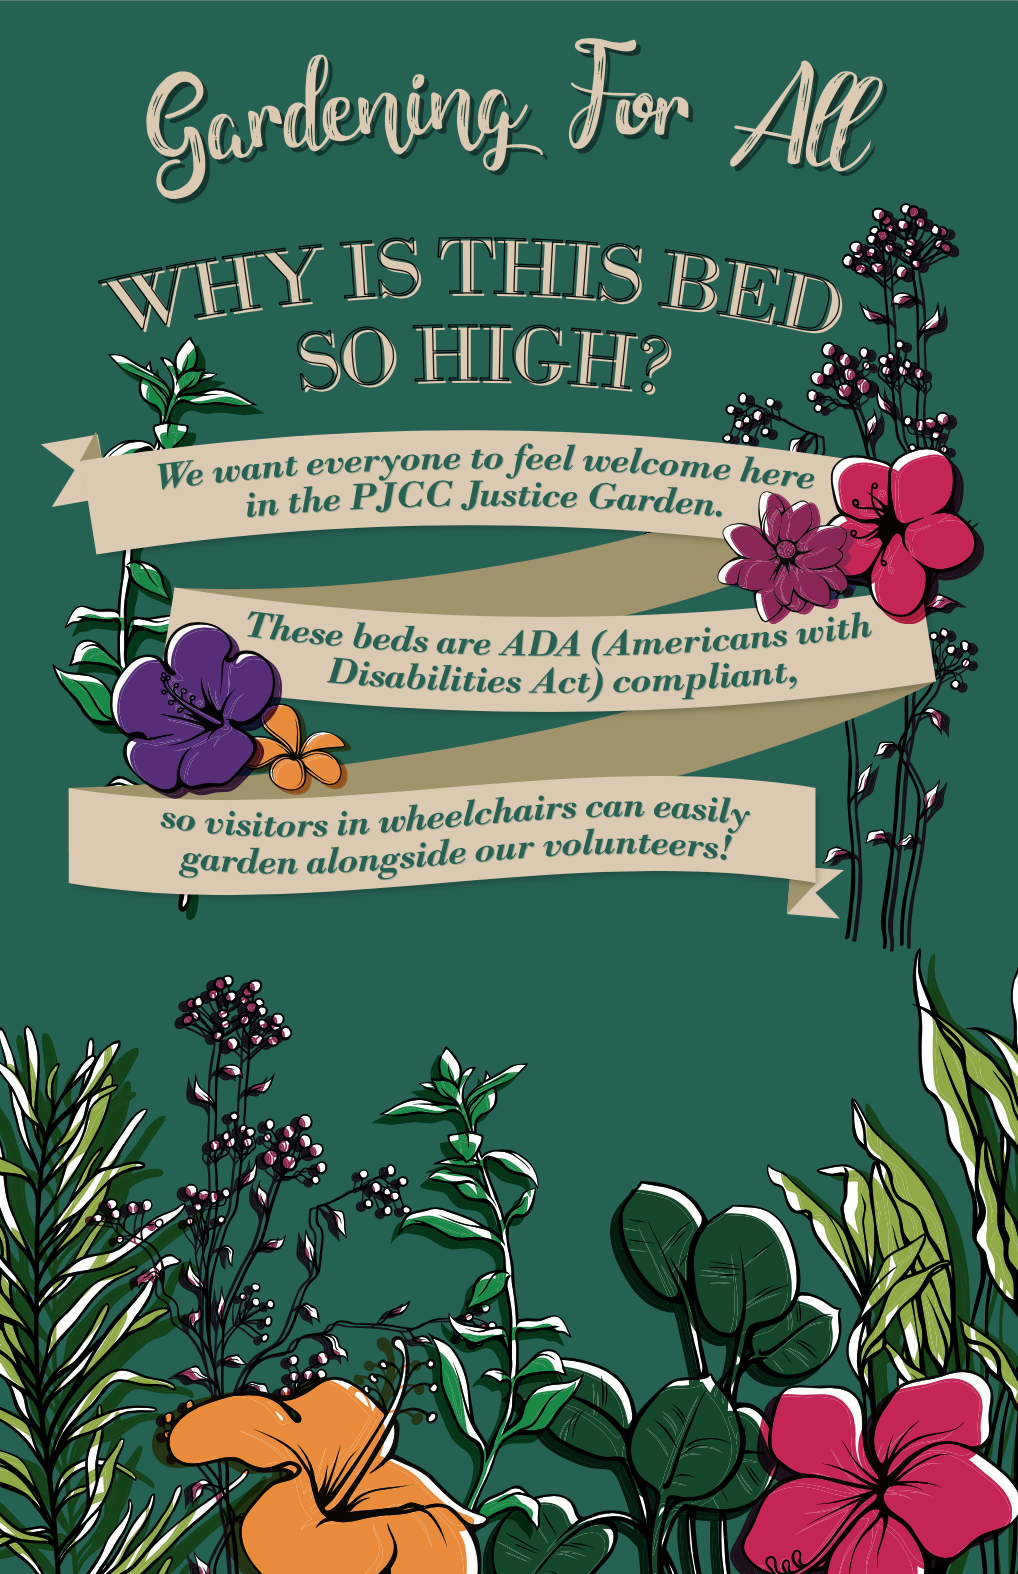 Gardening For All
WHY IS THIS BED
SO HIGH?
We want everyone to feel welcome here
in the PJCC Justice Garden.
These beds are ADA (Americans with
Disabilities Act) compliant,
so visitors in wheelchairs can easily
garden alongside our volunteers!